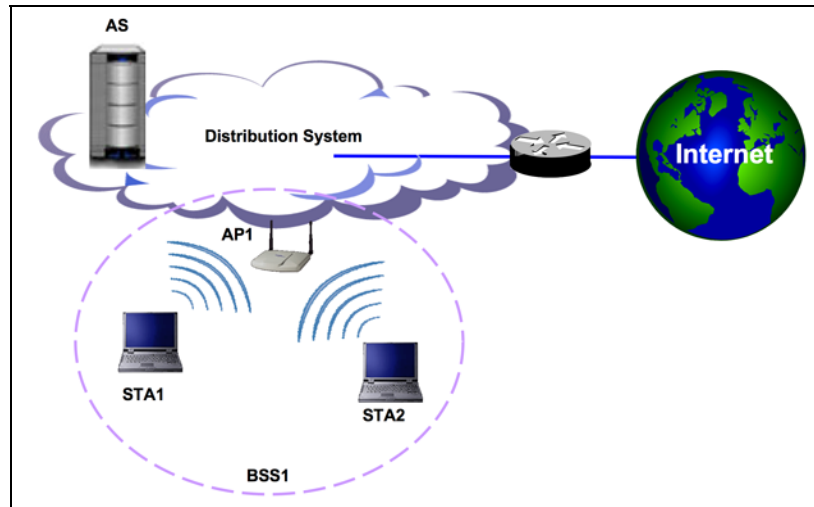 AS
Distribution System
Internet
AP1
STA1
STA2
BSS1